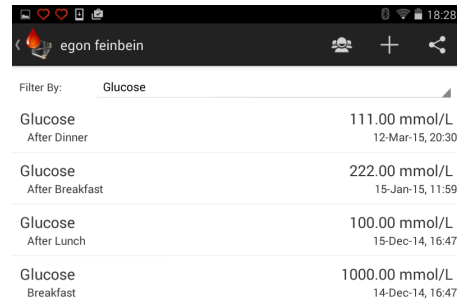 18:28
egon feinbein
Filter By: Glucose
Glucose 111.00 mmol/L
After Dinner 12-Mar-15, 20:30
Glucose 222.00 mmol/L
After Breakfast 15-Jan-15, 11:59
Glucose 100.00 mmol/L
After Lunch 15-Dec-14, 16:47
Glucose 1000.00 mmol/L
Breakfast 14-Dec-14, 16:47